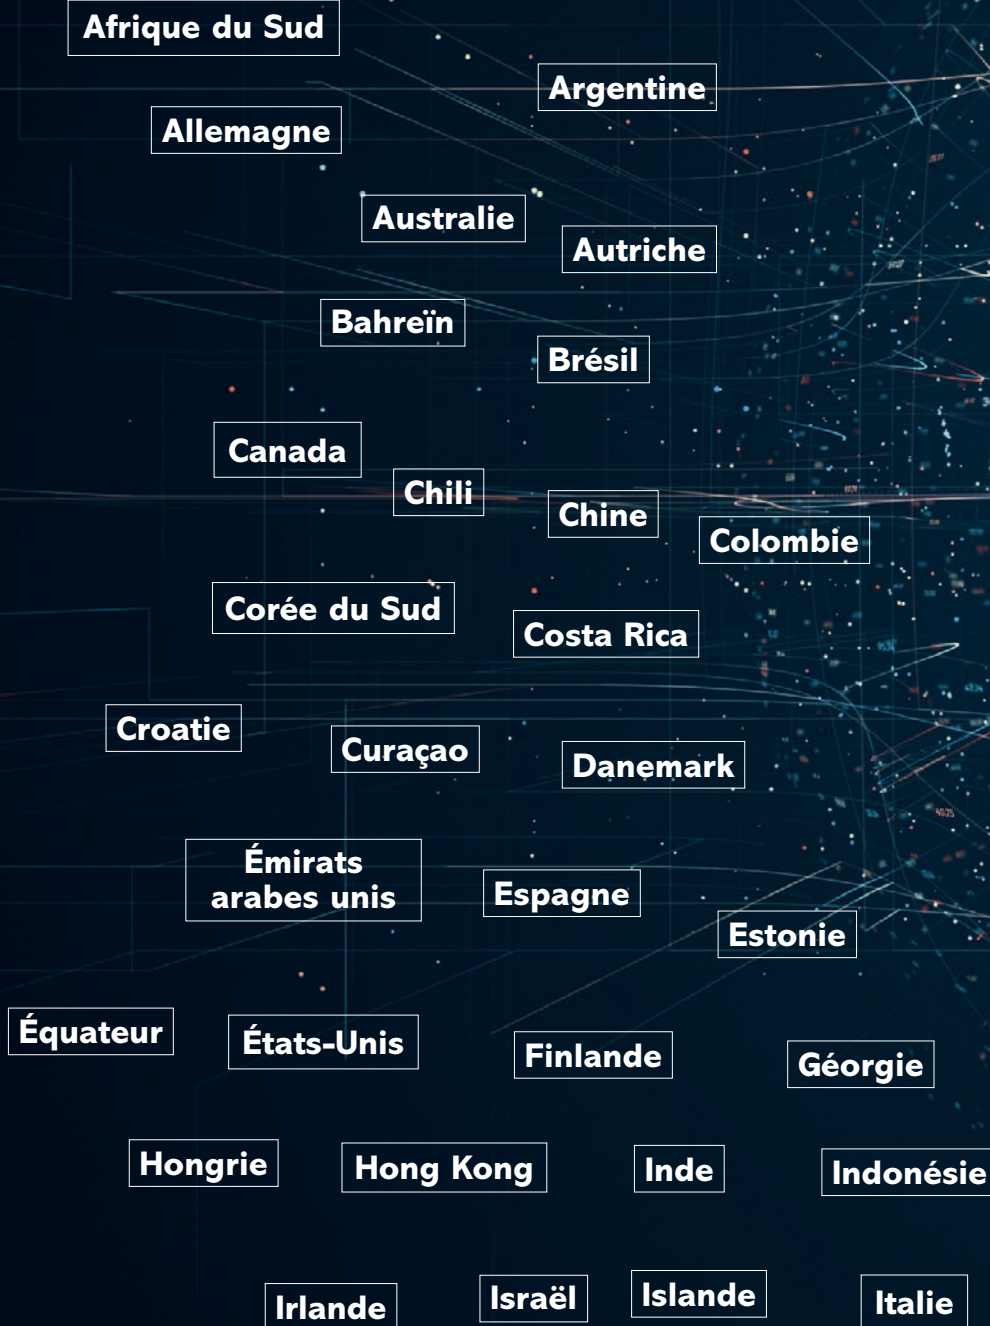 Afrique du Sud
Argentine
Allemagne
Australie
Autriche
Bahreïn
Brésil
Canada
Chili
Chine
Colombie
Corée du Sud
Costa Rica
Croatie
Curaçao
Danemark
Émirats
arabes unis
Espagne
Estonie
Équateur
États-Unis
Finlande
Géorgie
Hongrie
Hong Kong
Inde
Indonésie
Irlande
Israël
Islande
Italie